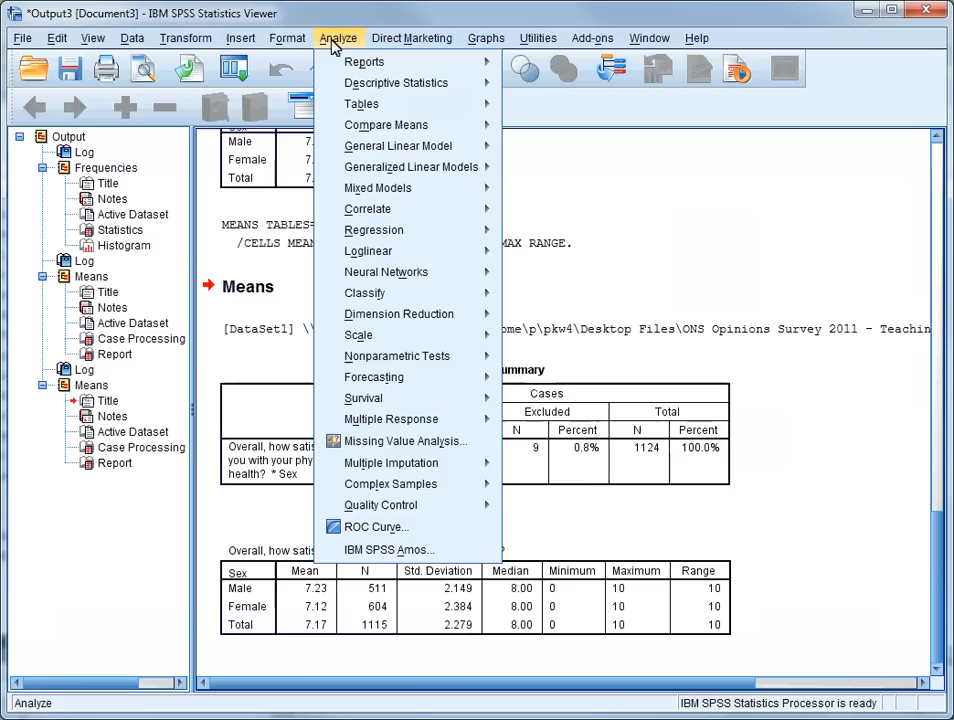 *Output3 [Document3] - IBM SPSS Statistics Viewer
File Edit View Data Transform Insert Format Analyze Direct Marketing Graphs Utilities Add-ons Window Help
Output
Log
Frequencies
Title
Notes
Active Dataset
Statistics
Histogram
Log
Means
Title
Notes
Active Dataset
Case Processing
Report
Log
Means
Title
Notes
Active Dataset
Case Processing
Report
Reports
Descriptive Statistics
Tables
Compare Means
General Linear Model
Generalized Linear Models
Mixed Models
Correlate
Regression
Loglinear
Neural Networks
Classify
Dimension Reduction
Scale
Nonparametric Tests
Forecasting
Survival
Multiple Response
Missing Value Analysis...
Multiple Imputation
Complex Samples
Quality Control
ROC Curve...
IBM SPSS Amos...
Sex
Male 7.
Female 7.
Total 7.
MEANS TABLES=
/CELLS MEAN MAX RANGE.
Means
[DataSet1] \\ ome\p\pkw4\Desktop Files\ONS Opinions Survey 2011 - Teachin
ummary
Cases
Excluded Total
N Percent N Percent
Overall, how satisf
you with your phy
health? * Sex
9 0.8% 1124 100.0%
Overall, how satisf
Sex Mean N Std. Deviation Median Minimum Maximum Range
Male 7.23 511 2.149 8.00 0 10 10
Female 7.12 604 2.384 8.00 0 10 10
Total 7.17 1115 2.279 8.00 0 10 10
Analyze
IBM SPSS Statistics Processor is ready